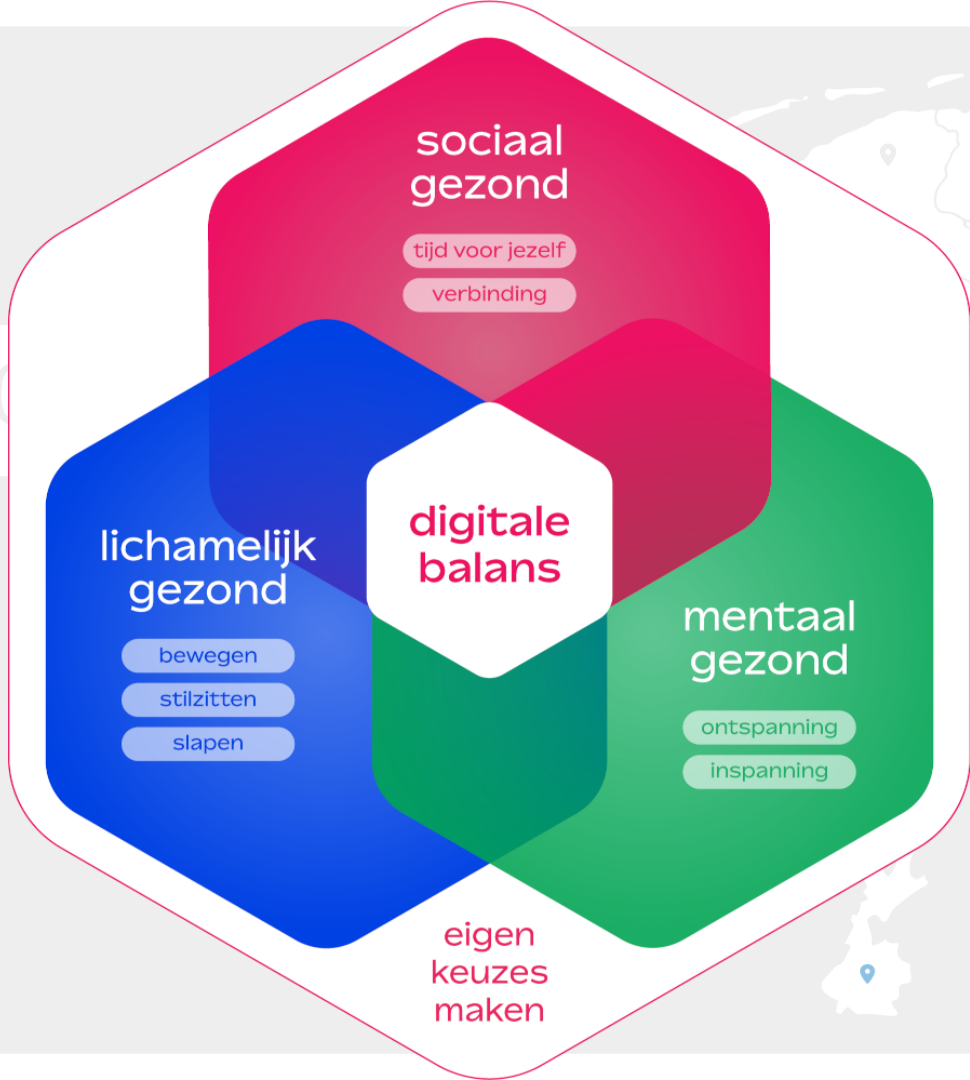 sociaal
gezond
tijd voor jezelf
verbinding
digitale
balans
lichamelijk
gezond
bewegen
stilzitten
slapen
mentaal
gezond
ontspanning
inspanning
eigen
keuzes
maken